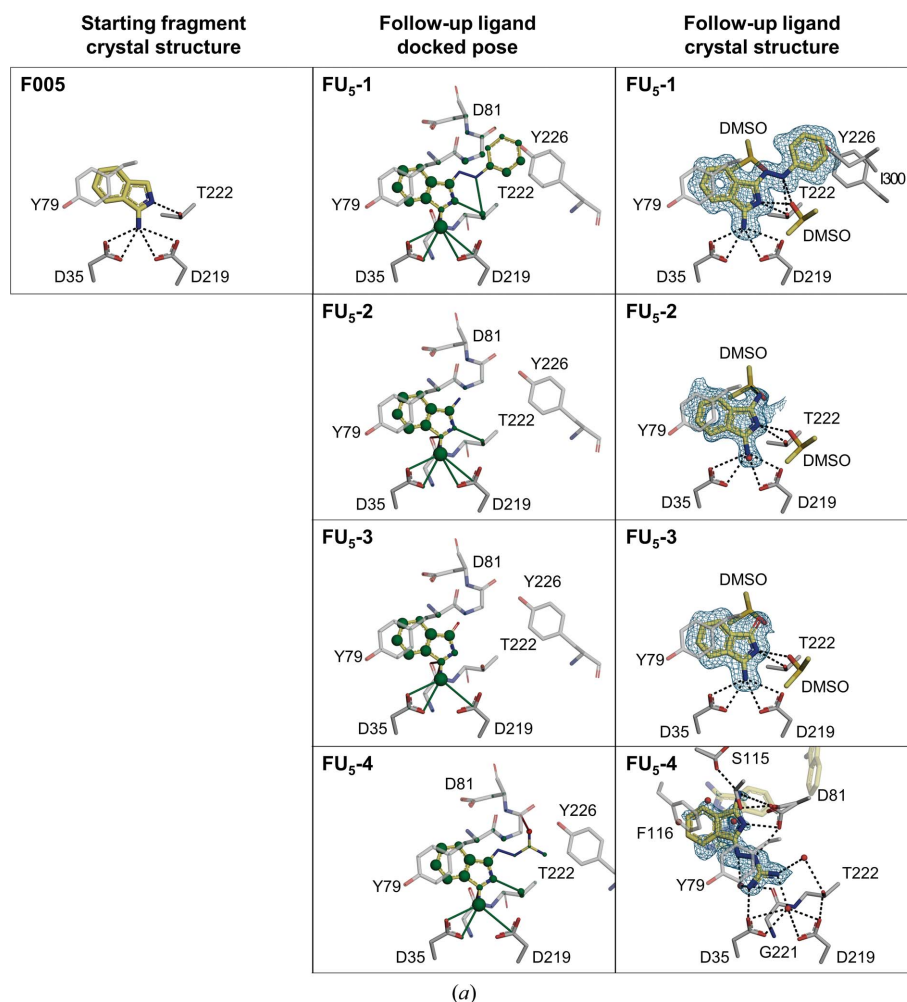 Starting fragment
crystal structure
Follow-up ligand
docked pose
Follow-up ligand
crystal structure
F005
Y79
T222
D35
D219
FU5-1
D81
Y226
Y79
T222
D35
D219
FU5-1
DMSO
Y226
I300
Y79
T222
DMSO
D35
D219
FU5-2
D81
Y226
Y79
T222
D35
D219
FU5-2
DMSO
Y79
T222
DMSO
D35
D219
FU5-3
D81
Y226
Y79
T222
D35
D219
FU5-3
DMSO
Y79
T222
DMSO
D35
D219
FU5-4
D81
Y226
Y79
T222
D35
D219
FU5-4
S115
D81
F116
Y79
T222
D35
G221
D219
(a)